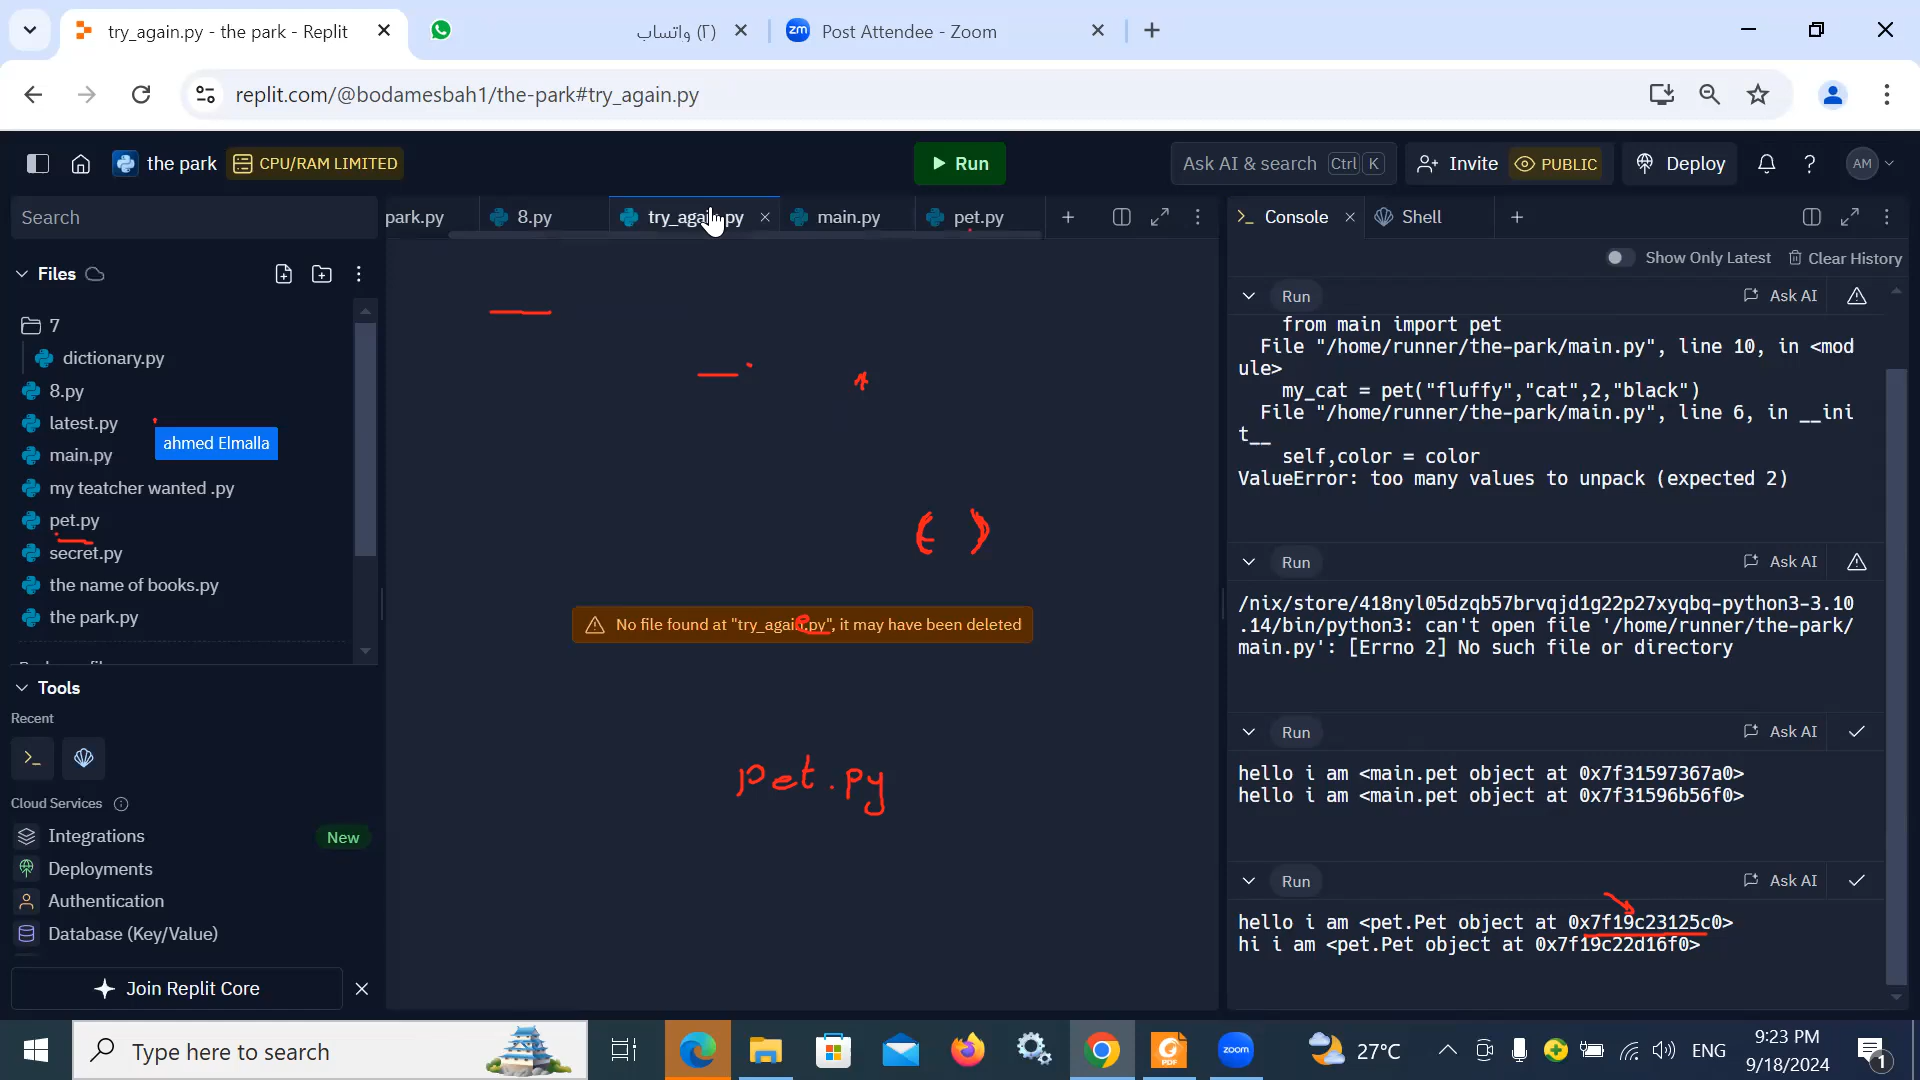 try_again.py - the park - Replit
(٢) واتساب
zm
Post Attendee - Zoom
replit.com/@bodamesbah1/the-park#try_again.py
the park
CPU/RAM LIMITED
Run
Ask AI & search
Ctrl K
Invite
PUBLIC
Deploy
AM
Search
park.py
8.py
try_again.py
main.py
pet.py
Console
Shell
Files
Show Only Latest
Clear History
7
dictionary.py
8.py
latest.py
ahmed Elmalla
main.py
my teatcher wanted .py
pet.py
secret.py
the name of books.py
the park.py
Tools
Recent
Cloud Services
Integrations
New
Deployments
Authentication
Database (Key/Value)
Join Replit Core
( )
No file found at "try_again.py", it may have been deleted
pet.py
Run
Ask AI
from main import pet
File "/home/runner/the-park/main.py", line 10, in <mod
ule>
my_cat = pet("fluffy","cat",2,"black")
File "/home/runner/the-park/main.py", line 6, in __ini
t__
self,color = color
ValueError: too many values to unpack (expected 2)
Run
Ask AI
/nix/store/418nyl05dzqb57brvqjd1g22p27xyqbq-python3-3.10
.14/bin/python3: can't open file '/home/runner/the-park/
main.py': [Errno 2] No such file or directory
Run
Ask AI
hello i am <main.pet object at 0x7f31597367a0>
hello i am <main.pet object at 0x7f31596b56f0>
Run
Ask AI
hello i am <pet.Pet object at 0x7f19c23125c0>
hi i am <pet.Pet object at 0x7f19c22d16f0>
Type here to search
zoom
27°C
ENG
9:23 PM
9/18/2024
1